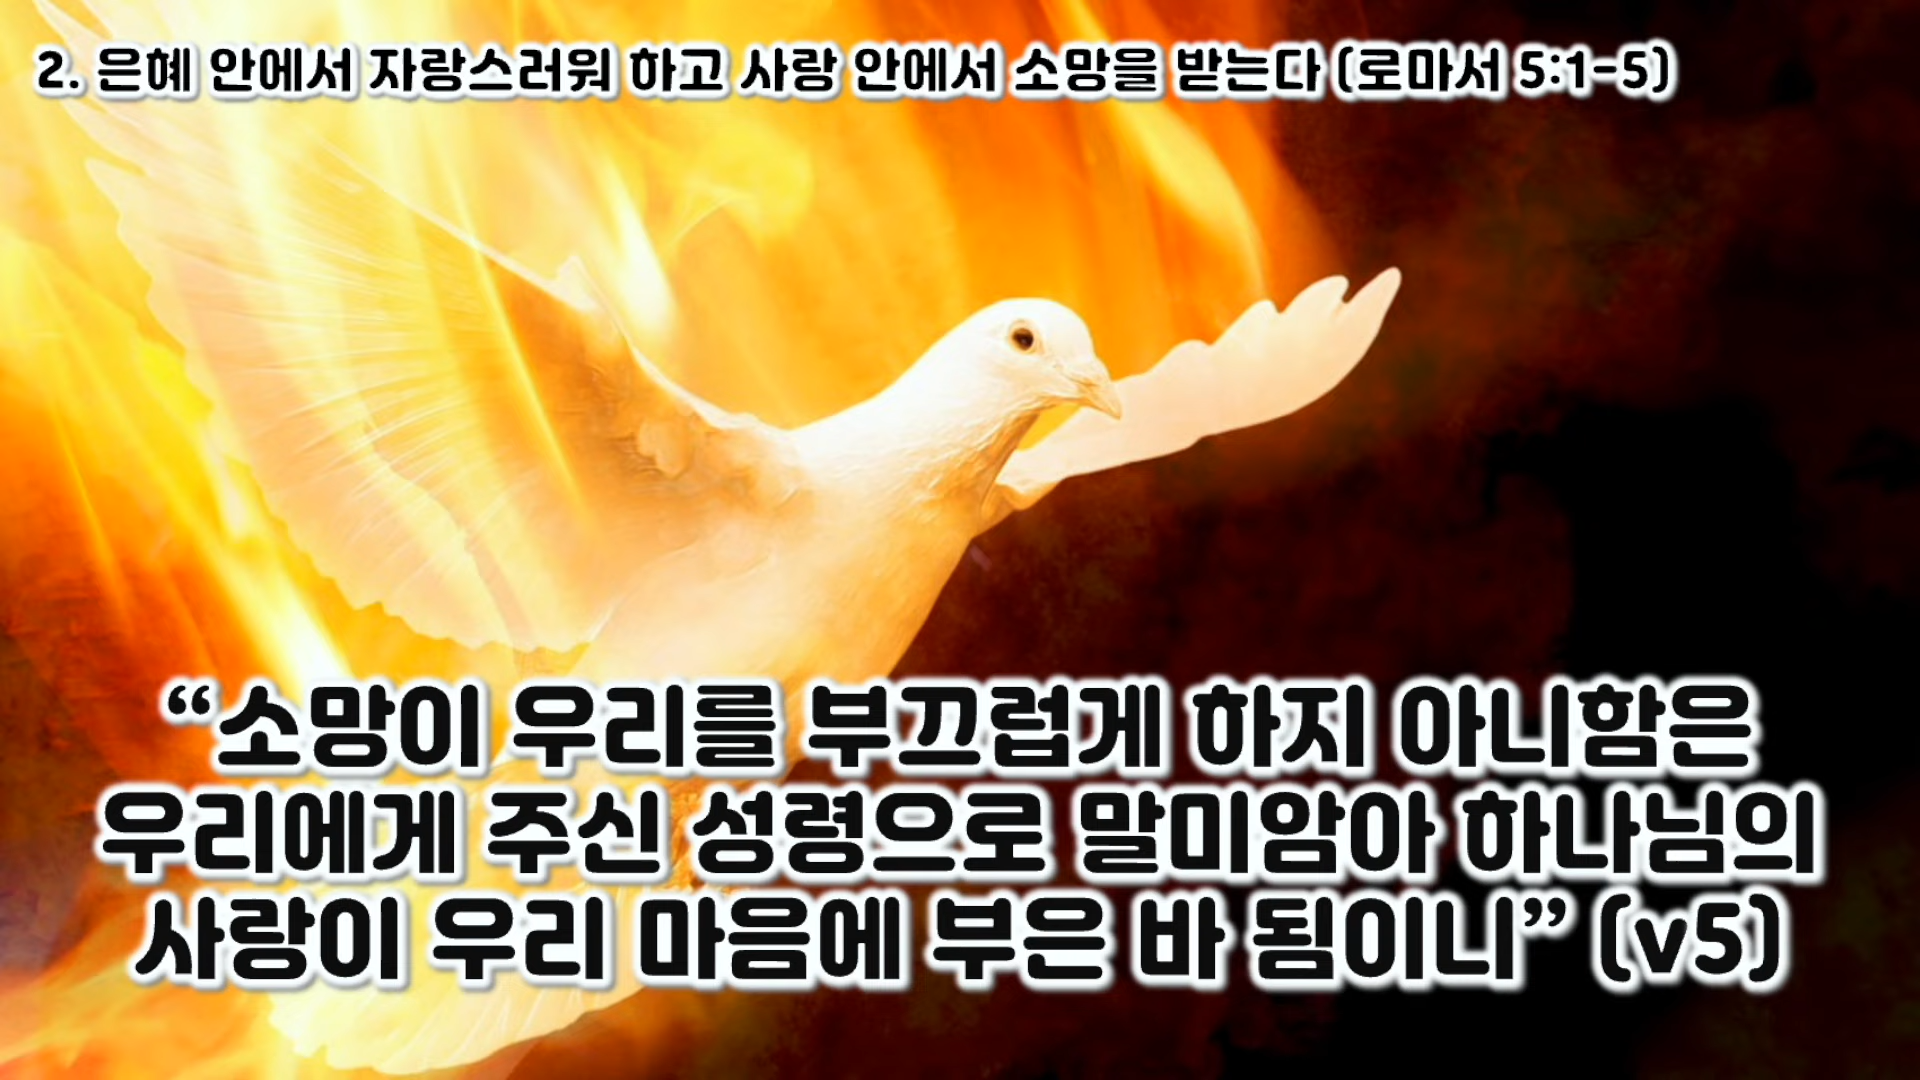 2. 은혜 안에서 자랑스러워 하고 사랑 안에서 소망을 받는다 (로마서 5:1-5)
“소망이 우리를 부끄럽게 하지 아니함은
우리에게 주신 성령으로 말미암아 하나님의
사랑이 우리 마음에 부은 바 됨이니” (v5)